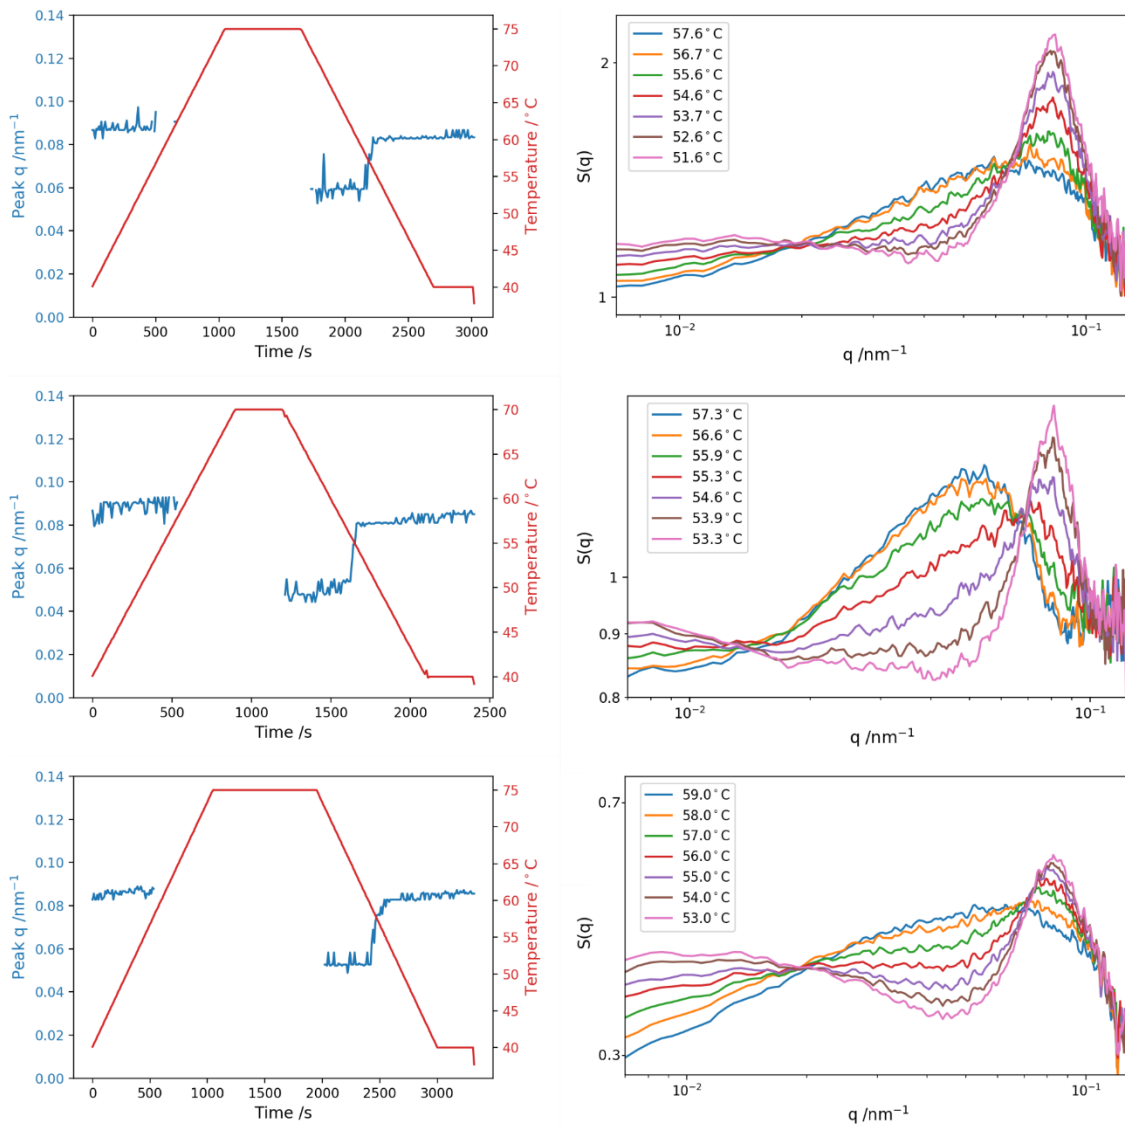 0.14
0.12
0.10
0.08
0.06
0.04
0.02
0.00
Peak q /nm⁻¹
75
70
65
60
55
50
45
40
Temperature /°C
0 500 1000 1500 2000 2500 3000
Time /s
57.6°C
56.7°C
55.6°C
54.6°C
53.7°C
52.6°C
51.6°C
2
1
S(q)
10⁻² 10⁻¹
q /nm⁻¹
0.14
0.12
0.10
0.08
0.06
0.04
0.02
0.00
Peak q /nm⁻¹
70
65
60
55
50
45
40
Temperature /°C
0 500 1000 1500 2000 2500
Time /s
57.3°C
56.6°C
55.9°C
55.3°C
54.6°C
53.9°C
53.3°C
1
0.9
0.8
S(q)
10⁻² 10⁻¹
q /nm⁻¹
0.14
0.12
0.10
0.08
0.06
0.04
0.02
0.00
Peak q /nm⁻¹
75
70
65
60
55
50
45
40
Temperature /°C
0 500 1000 1500 2000 2500 3000
Time /s
59.0°C
58.0°C
57.0°C
56.0°C
55.0°C
54.0°C
53.0°C
0.7
0.3
S(q)
10⁻² 10⁻¹
q /nm⁻¹